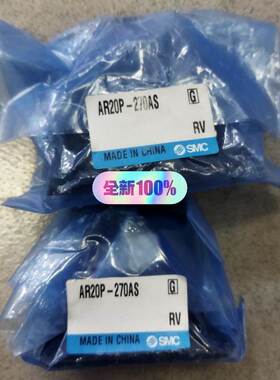 AR20P-270AS G
RV
MADE IN CHINA SMC
全新100%
AR20P-270AS G
RV
MADE IN CHINA SMC